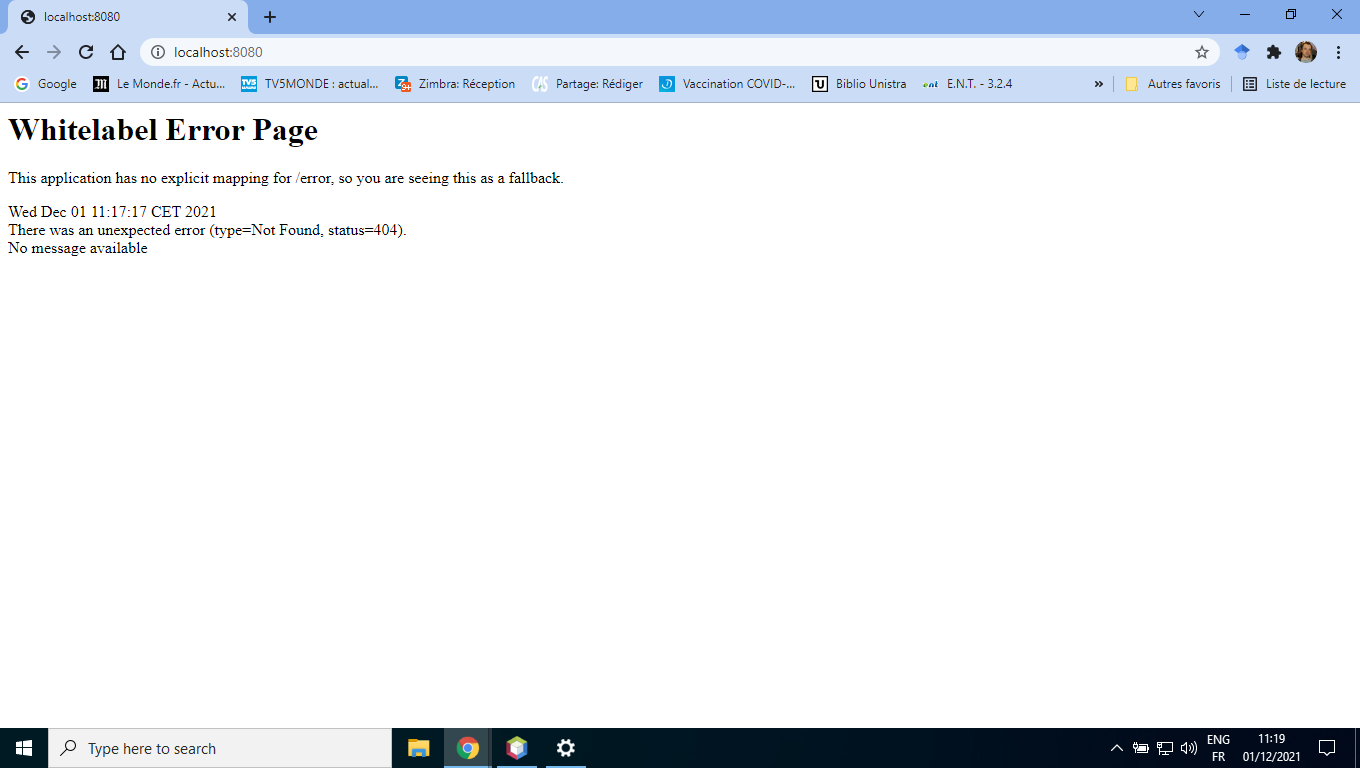 localhost:8080
localhost:8080
Google
Le Monde.fr - Actu...
TV5MONDE : actual...
Zimbra: Réception
Partage: Rédiger
Vaccination COVID-...
Biblio Unistra
ent
E.N.T. - 3.2.4
»
Autres favoris
Liste de lecture
Whitelabel Error Page
This application has no explicit mapping for /error, so you are seeing this as a fallback.
Wed Dec 01 11:17:17 CET 2021
There was an unexpected error (type=Not Found, status=404).
No message available
Type here to search
ENG
FR
11:19
01/12/2021